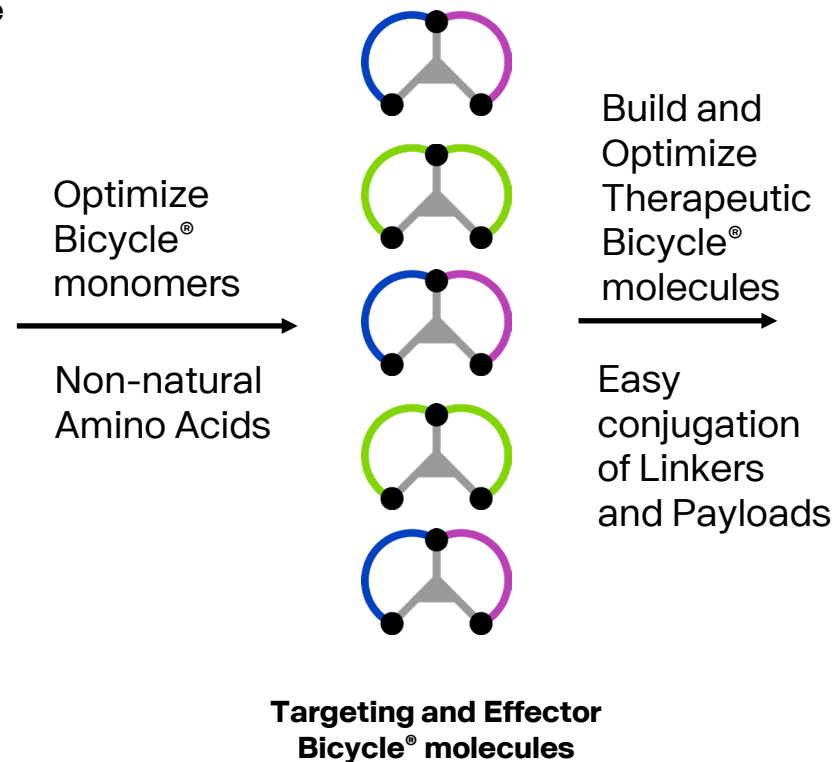 e
Optimize
Bicycle®
monomers
Non-natural
Amino Acids
Build and
Optimize
Therapeutic
Bicycle®
molecules
Easy
conjugation
of Linkers
and Payloads
Targeting and Effector
Bicycle® molecules